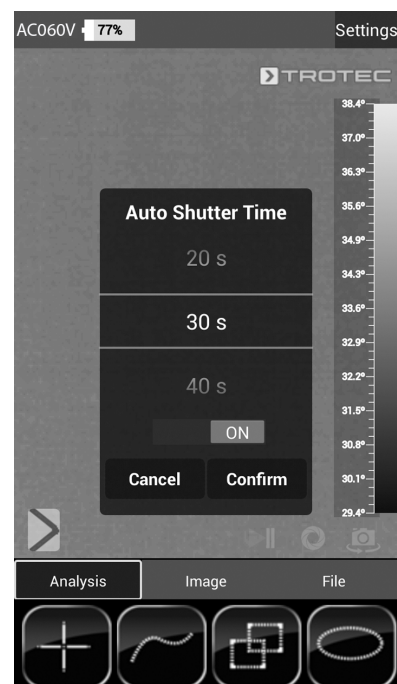 AC060V 77% Settings
TROTEC
38.4°
37.0°
36.3°
35.6°
34.9°
34.3°
33.6°
32.9°
32.2°
31.5°
30.8°
30.1°
29.4°
Auto Shutter Time
20 s
30 s
40 s
ON
Cancel Confirm
Analysis Image File